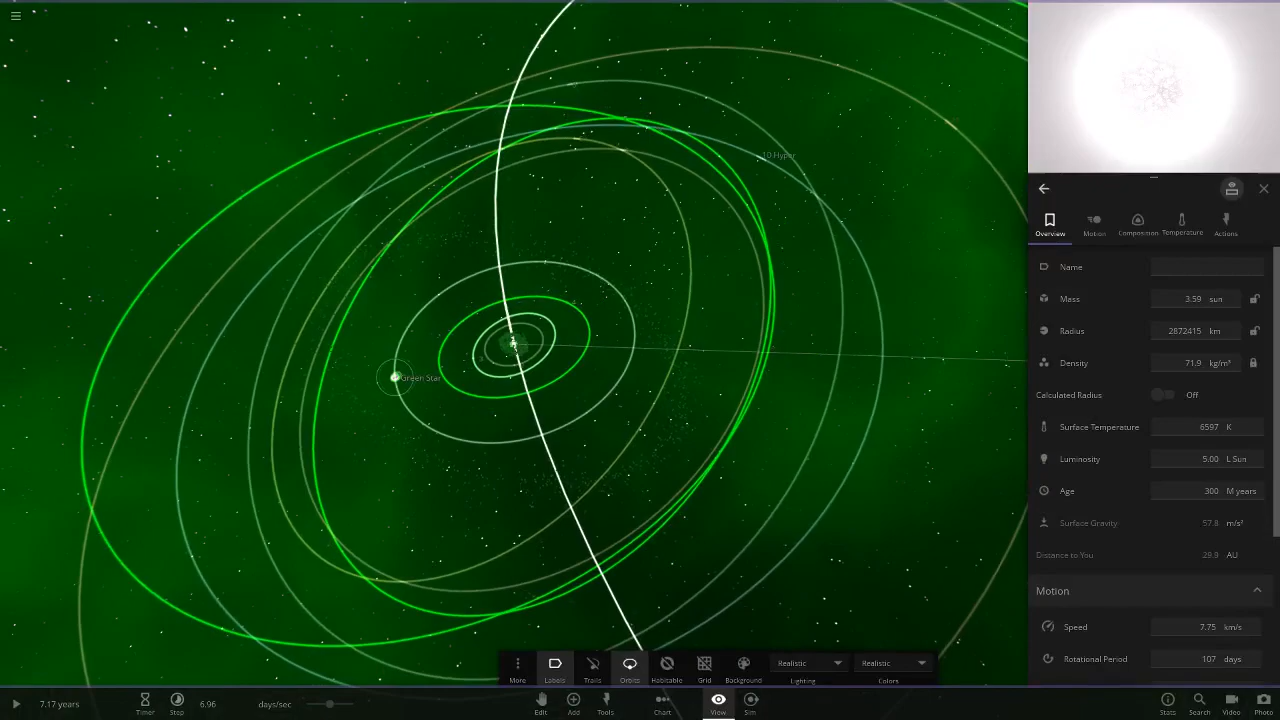 10 Hyper
3
Green Star
Overview
Motion
Composition
Temperature
Actions
Name
Mass 3.59 sun
Radius 2872415 km
Density 71.9 kg/m³
Calculated Radius Off
Surface Temperature 6597 K
Luminosity 5.00 L Sun
Age 300 M years
Surface Gravity 57.8 m/s²
Distance to You 29.9 AU
Motion
Speed 7.75 km/s
Rotational Period 107 days
More
Labels
Trails
Orbits
Habitable
Grid
Background
Realistic
Lighting
Realistic
Colors
7.17 years
Timer
Step
6.96 days/sec
Edit
Add
Tools
Chart
View
Sim
Stats
Search
Video
Photo